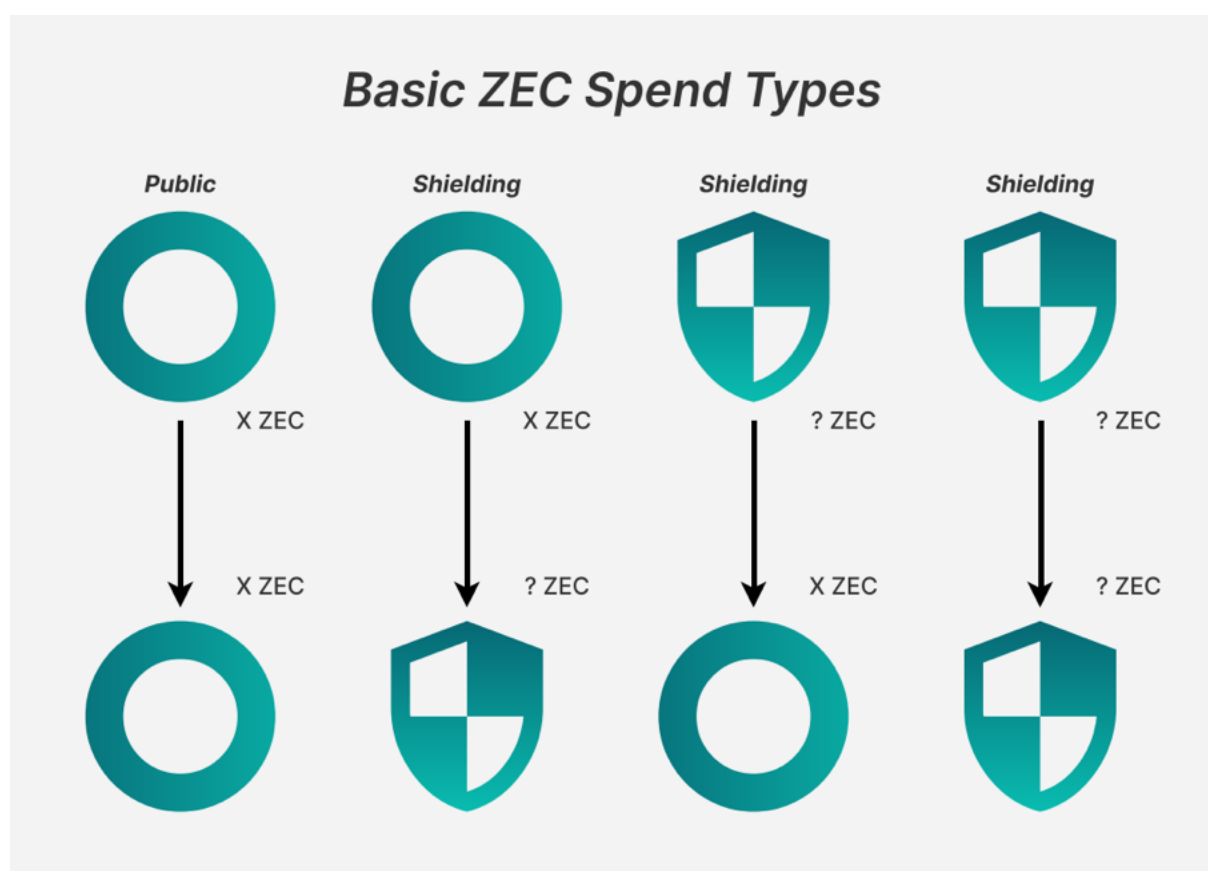 Basic ZEC Spend Types
Public Shielding Shielding Shielding
X ZEC X ZEC ? ZEC ? ZEC
X ZEC ? ZEC X ZEC ? ZEC